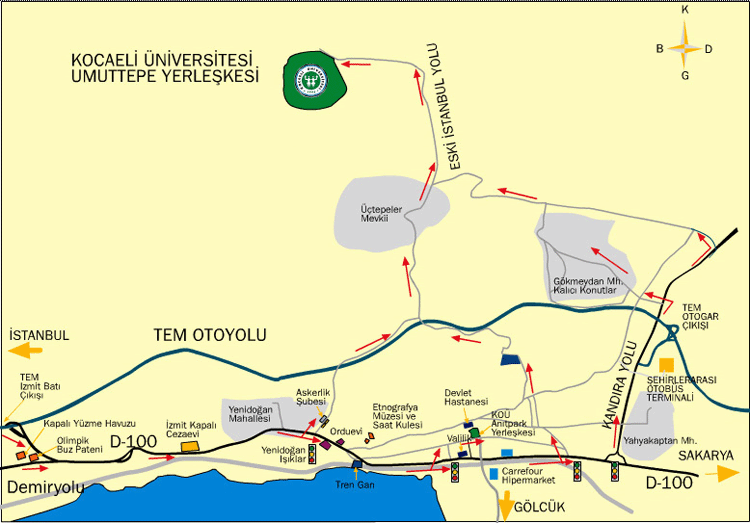 KOCAELİ ÜNİVERSİTESİ
UMUTTEPE YERLEŞKESİ
K
B
D
G
ESKİ İSTANBUL YOLU
Üçtepeler
Mevkii
Gökmeydan Mh.
Kalıcı Konutlar
TEM
OTOGAR
ÇIKIŞI
İSTANBUL
TEM OTOYOLU
KANDIRA YOLU
TEM
İzmit Batı
Çıkışı
ŞEHİRLERARASI
OTOBÜS
TERMİNALİ
Kapalı Yüzme Havuzu
Olimpik
Buz Pateni
D-100
İzmit Kapalı
Cezaevi
Yenidoğan
Mahallesi
Askerlik
Şubesi
Orduevi
Etnografya
Müzesi ve
Saat Kulesi
Devlet
Hastanesi
KOÜ
Anıtpark
Yerleşkesi
Valilik
Yahyakaptan Mh.
Yenidoğan
Işıklar
Tren Garı
Carrefour
Hipermarket
SAKARYA
D-100
Demiryolu
GÖLCÜK